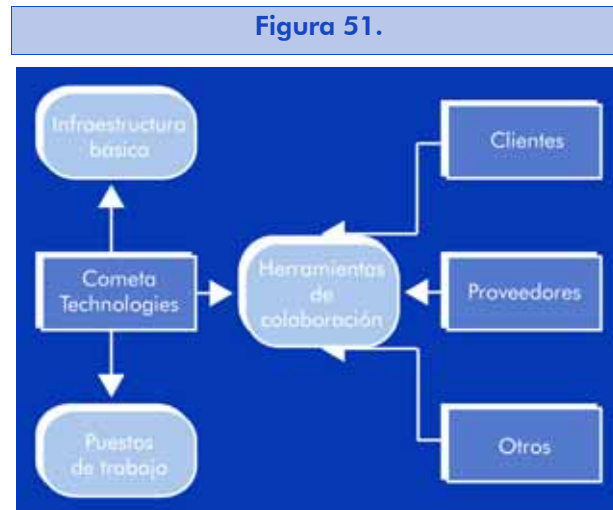 Figura 51.
Infraestructura
básica
Clientes
Cometa
Technologies
Herramientas
de
colaboración
Proveedores
Puestos
de trabajo
Otros